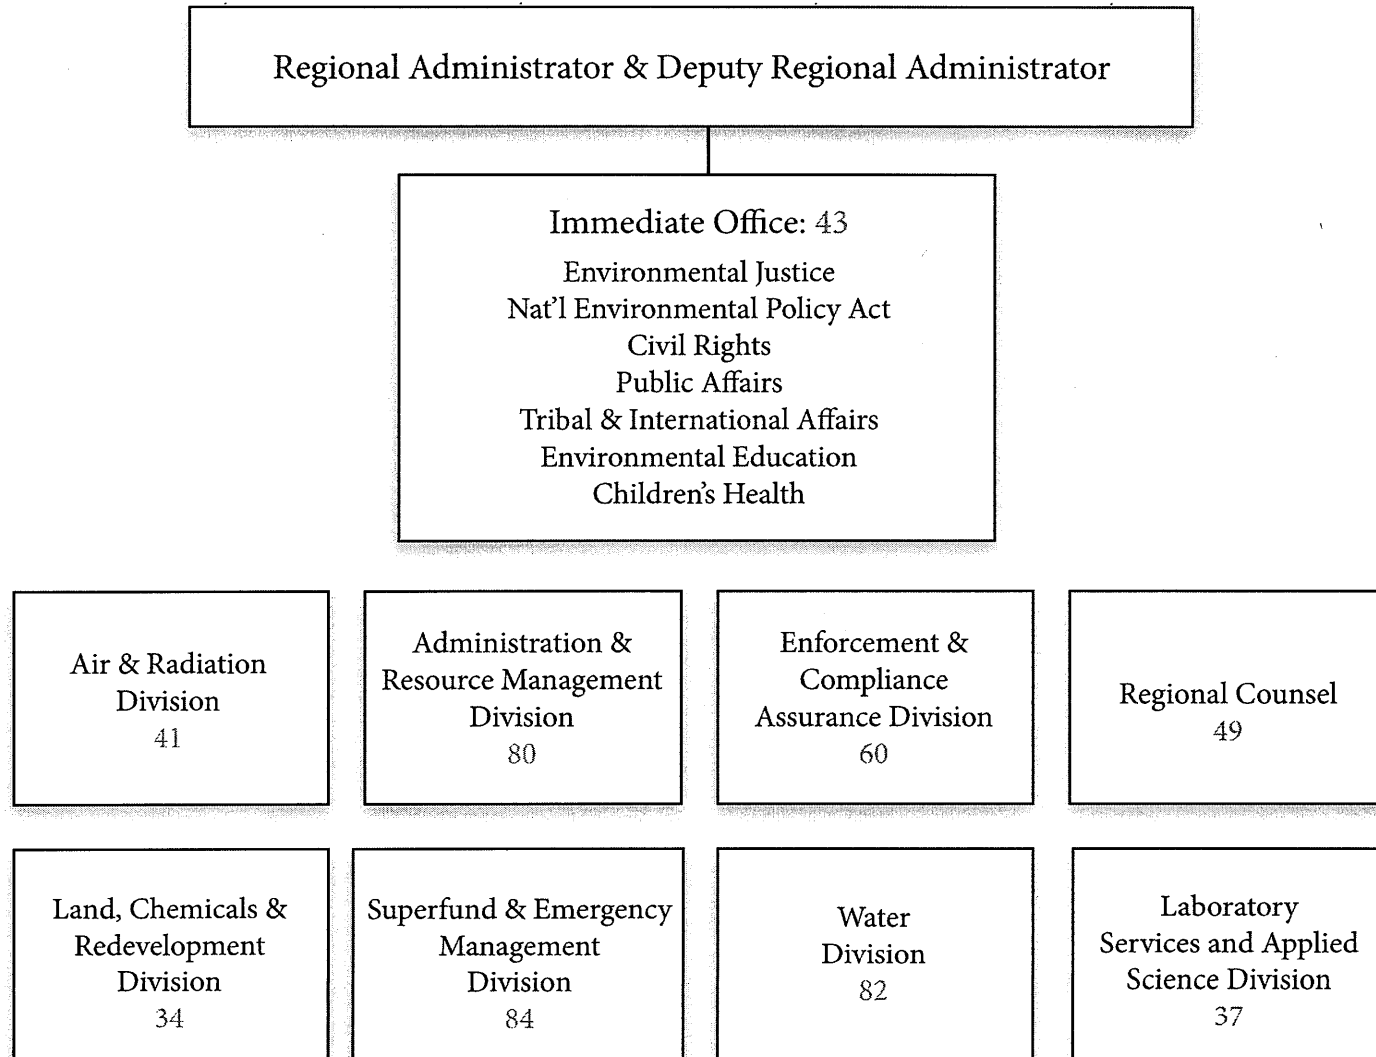 Regional Administrator & Deputy Regional Administrator
Immediate Office: 43
Environmental Justice
Nat’l Environmental Policy Act
Civil Rights
Public Affairs
Tribal & International Affairs
Environmental Education
Children’s Health
Air & Radiation
Division
41
Administration &
Resource Management
Division
80
Enforcement &
Compliance
Assurance Division
60
Regional Counsel
49
Land, Chemicals &
Redevelopment
Division
34
Superfund & Emergency
Management
Division
84
Water
Division
82
Laboratory
Services and Applied
Science Division
37